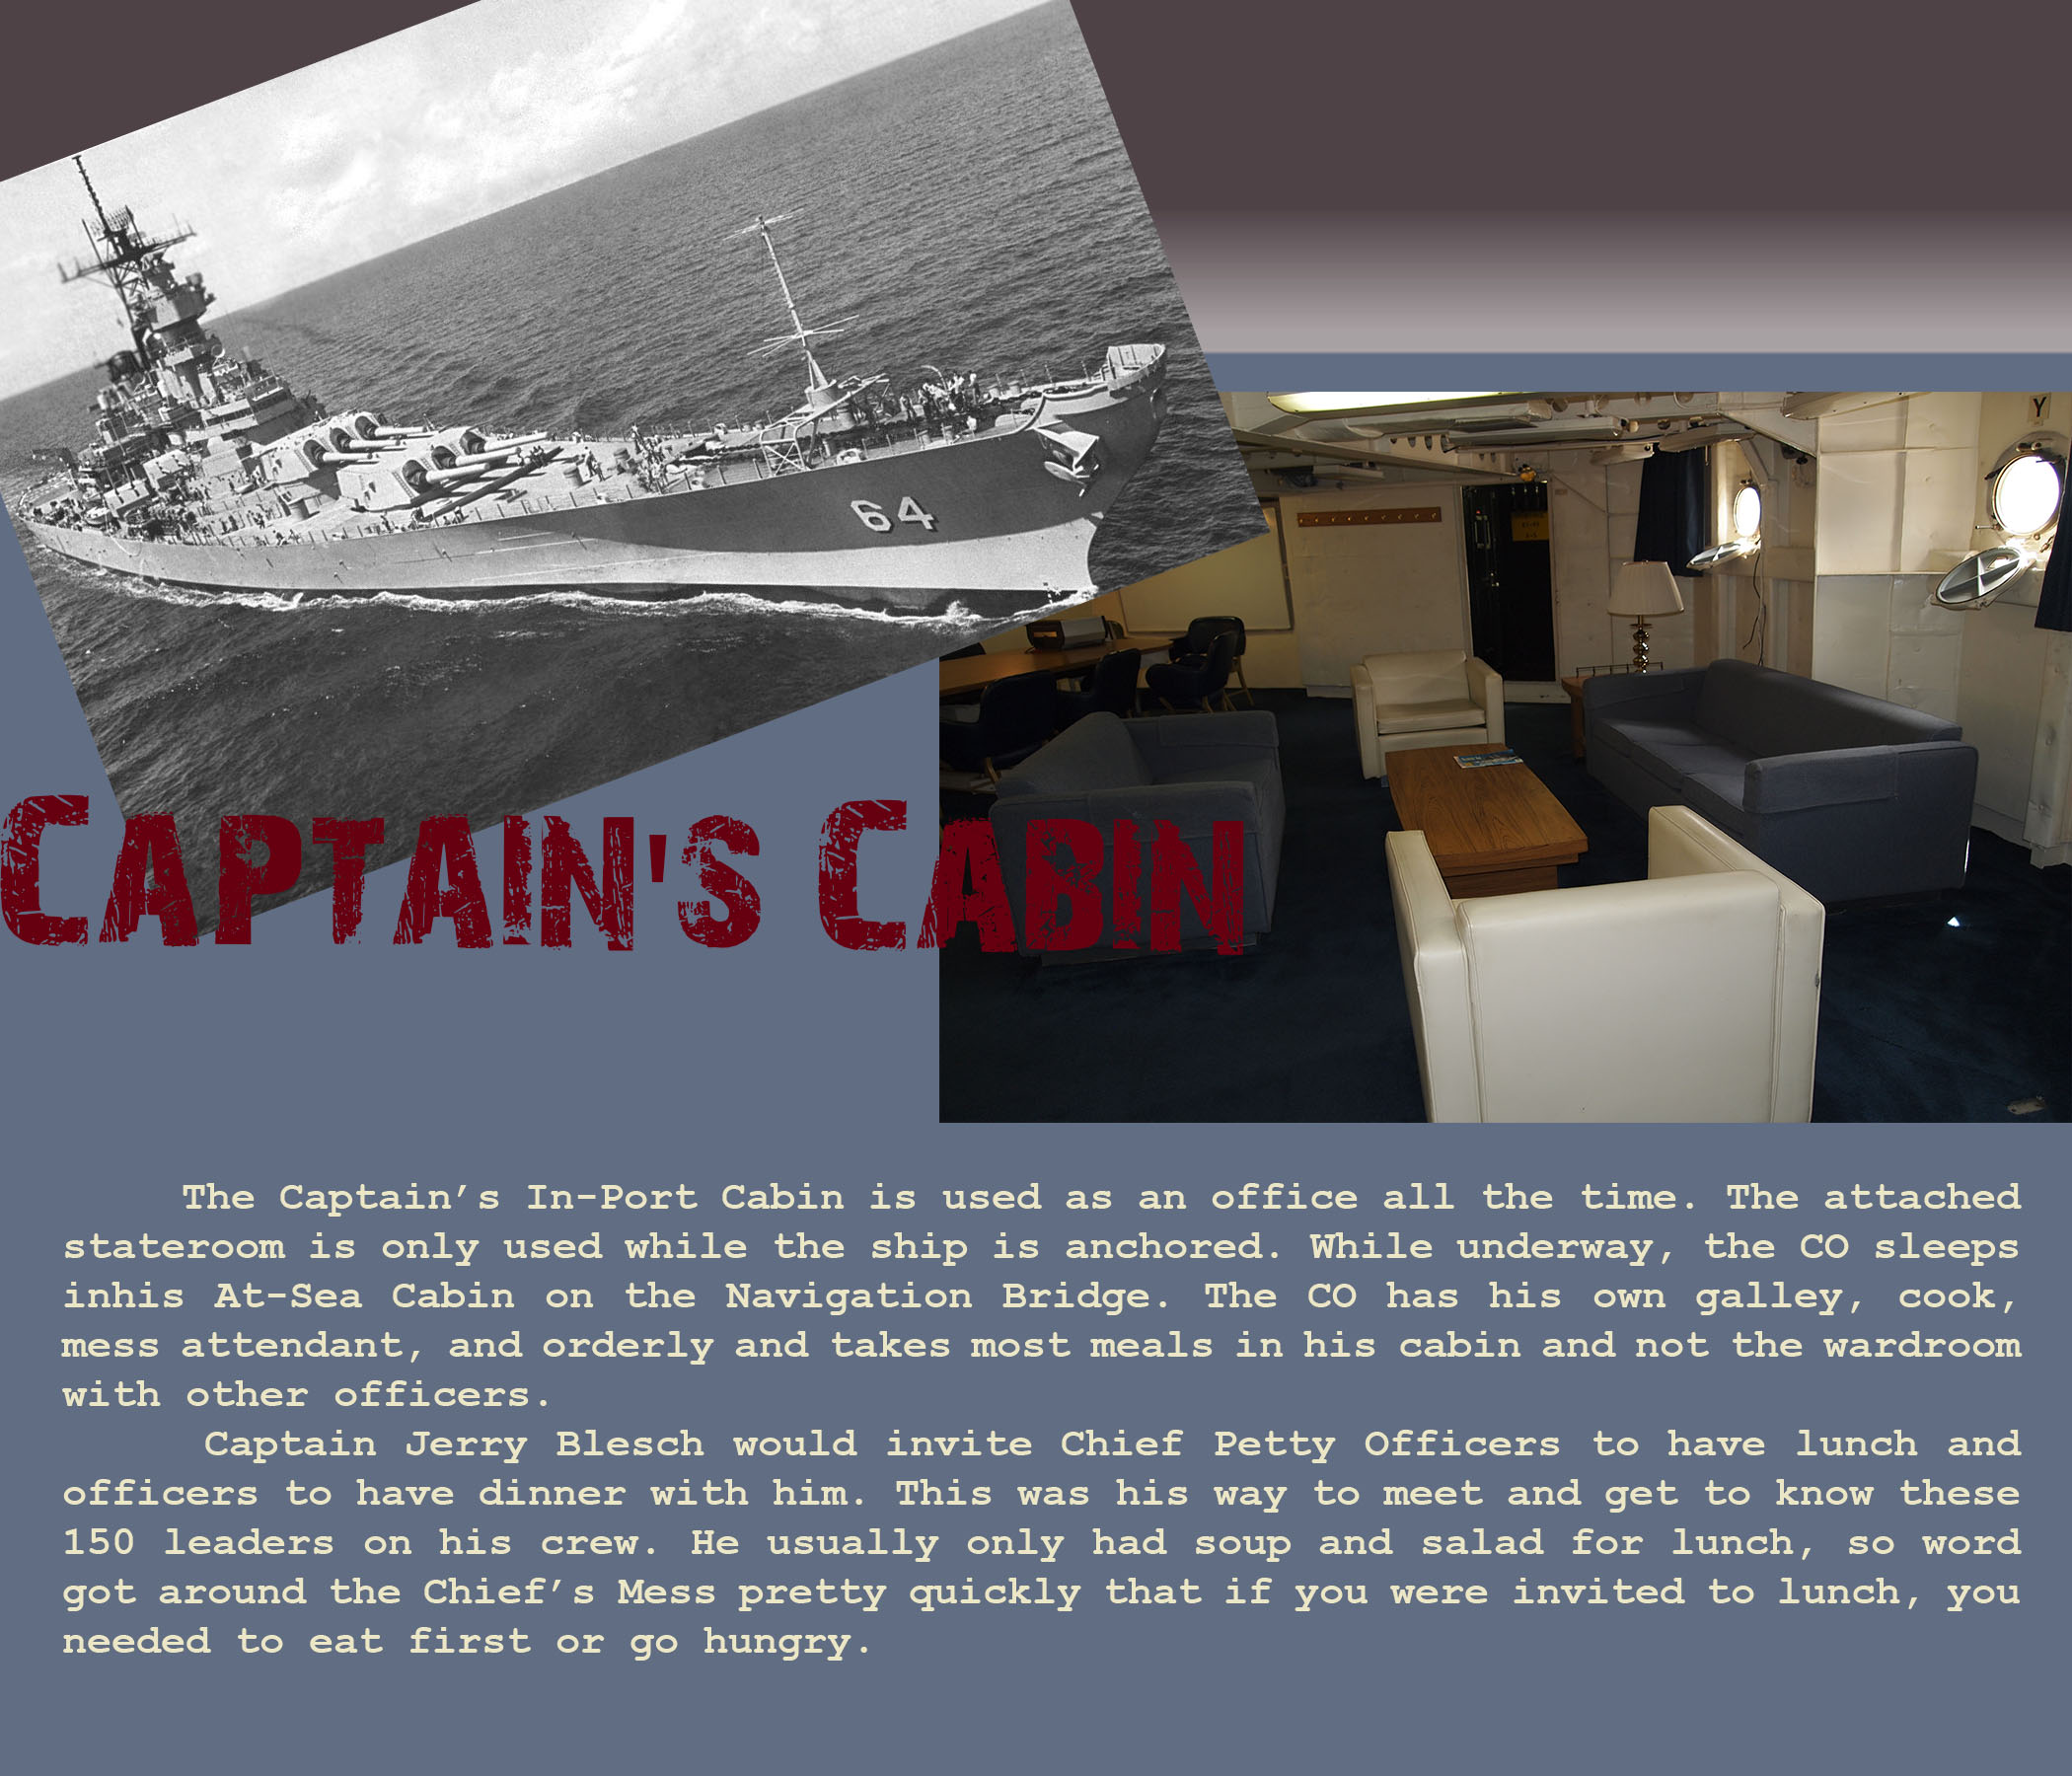 64
Y
Captain's Cabin
The Captain’s In-Port Cabin is used as an office all the time. The attached
stateroom is only used while the ship is anchored. While underway, the CO sleeps
inhis At-Sea Cabin on the Navigation Bridge. The CO has his own galley, cook,
mess attendant, and orderly and takes most meals in his cabin and not the wardroom
with other officers.
Captain Jerry Blesch would invite Chief Petty Officers to have lunch and
officers to have dinner with him. This was his way to meet and get to know these
150 leaders on his crew. He usually only had soup and salad for lunch, so word
got around the Chief’s Mess pretty quickly that if you were invited to lunch, you
needed to eat first or go hungry.